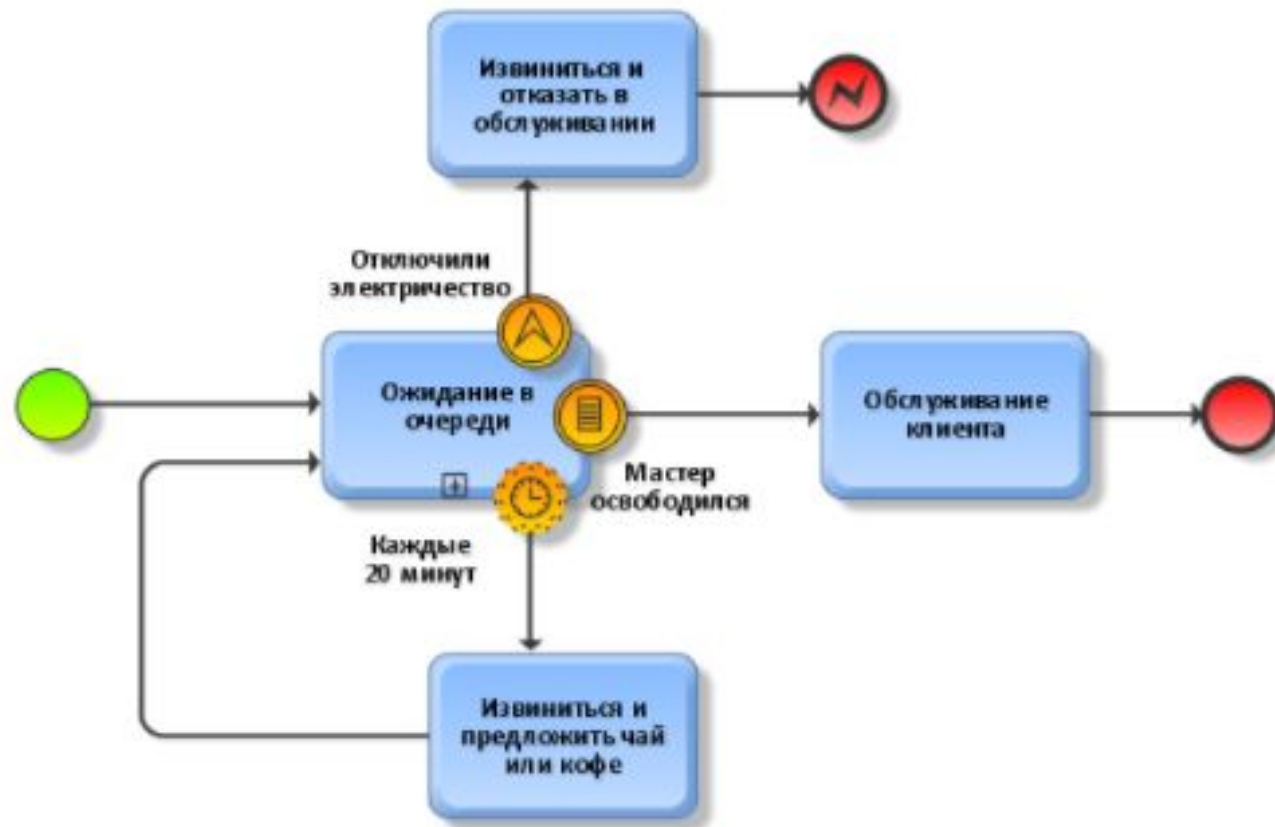 Извиниться и
отказать в
обслуживании
Отключили
электричество
Ожидание в
очереди
Обслуживание
клиента
Мастер
освободился
Каждые
20 минут
Извиниться и
предложить чай
или кофе